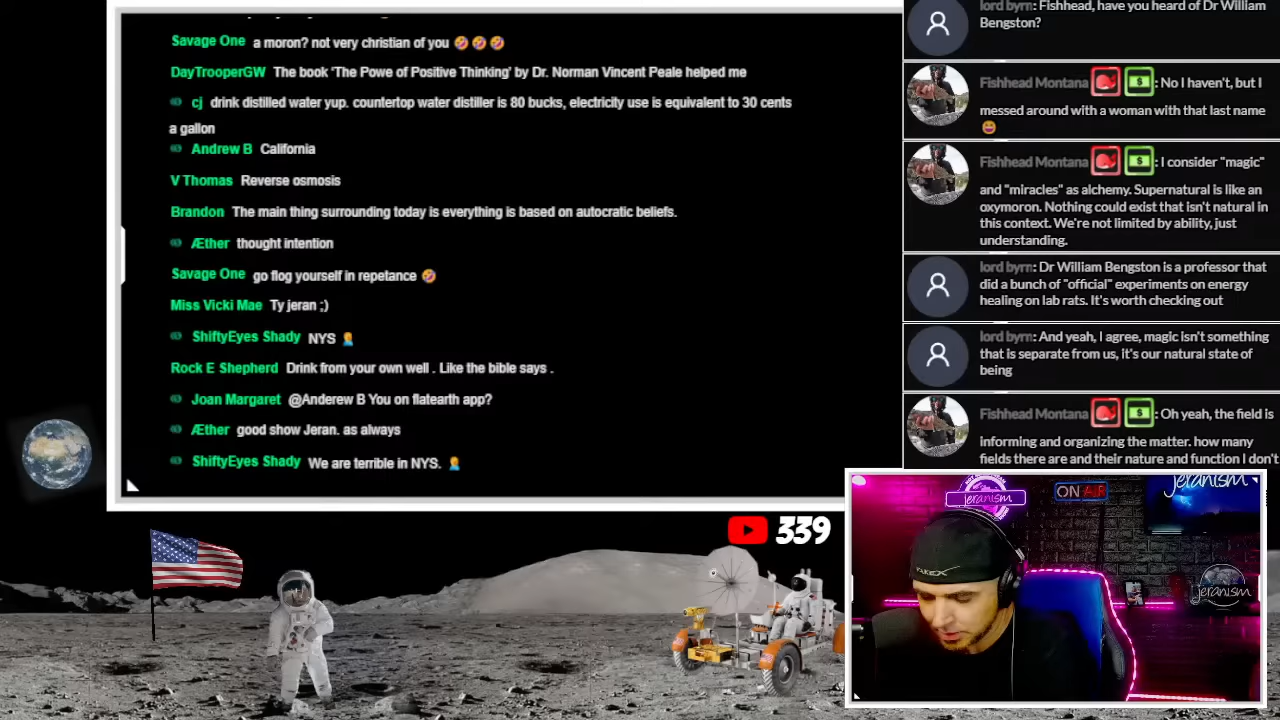 Savage One a moron? not very christian of you 🤣🤣🤣
DayTrooperGW The book 'The Powe of Positive Thinking' by Dr. Norman Vincent Peale helped me
cj drink distilled water yup. countertop water distiller is 80 bucks, electricity use is equivalent to 30 cents
a gallon
Andrew B California
V Thomas Reverse osmosis
Brandon The main thing surrounding today is everything is based on autocratic beliefs.
Æther thought intention
Savage One go flog yourself in repetance 🤣
Miss Vicki Mae Ty jeran ;)
ShiftyEyes Shady NYS 🤦
Rock E Shepherd Drink from your own well . Like the bible says .
Joan Margaret @Anderew B You on flatearth app?
Æther good show Jeran. as always
ShiftyEyes Shady We are terrible in NYS. 🤦
lord byrn: Fishhead, have you heard of Dr William
Bengston?
Fishhead Montana : No I haven't, but I
messed around with a woman with that last name
😆
Fishhead Montana : I consider "magic"
and "miracles" as alchemy. Supernatural is like an
oxymoron. Nothing could exist that isn't natural in
this context. We're not limited by ability, just
understanding.
lord byrn: Dr William Bengston is a professor that
did a bunch of "official" experiments on energy
healing on lab rats. It's worth checking out
lord byrn: And yeah, I agree, magic isn't something
that is separate from us, it's our natural state of
being
Fishhead Montana : Oh yeah, the field is
informing and organizing the matter. how many
fields there are and their nature and function I don't
339
jeranism
ON AIR
jeranism
jeranism